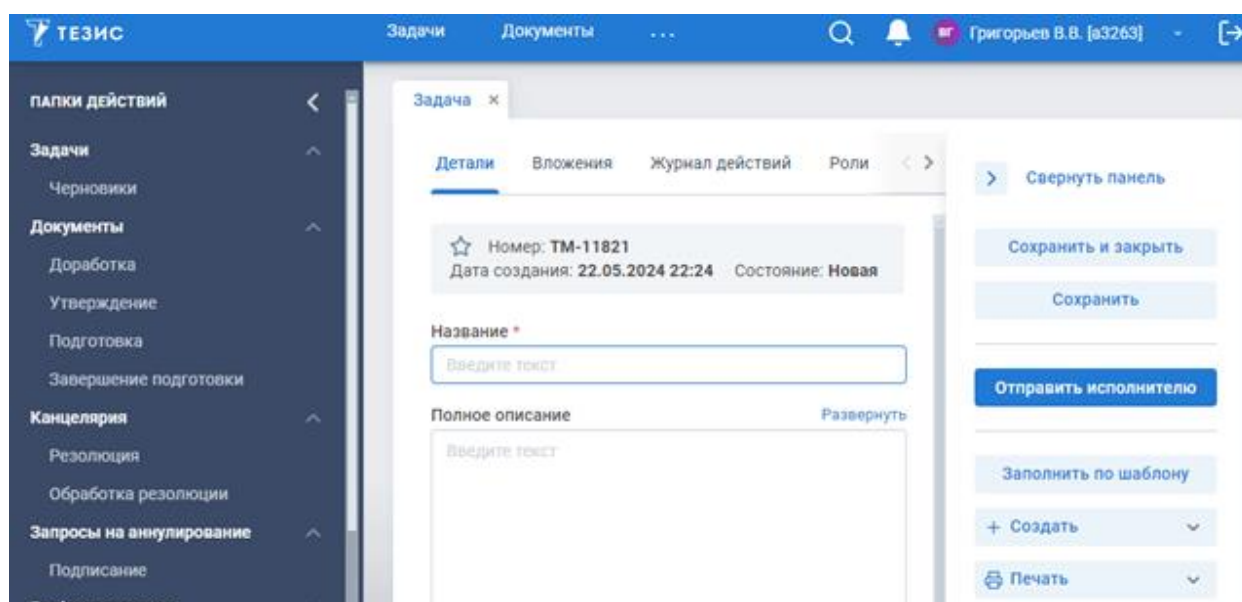 ТЕЗИС
Задачи Документы ...
ВГ Григорьев В.В. [a3263]
ПАПКИ ДЕЙСТВИЙ
Задачи
Черновики
Документы
Доработка
Утверждение
Подготовка
Завершение подготовки
Канцелярия
Резолюция
Обработка резолюции
Запросы на аннулирование
Подписание
Задача ×
Детали Вложения Журнал действий Роли
Номер: ТМ-11821
Дата создания: 22.05.2024 22:24 Состояние: Новая
Название *
Введите текст
Полное описание Развернуть
Введите текст
Свернуть панель
Сохранить и закрыть
Сохранить
Отправить исполнителю
Заполнить по шаблону
+ Создать
Печать